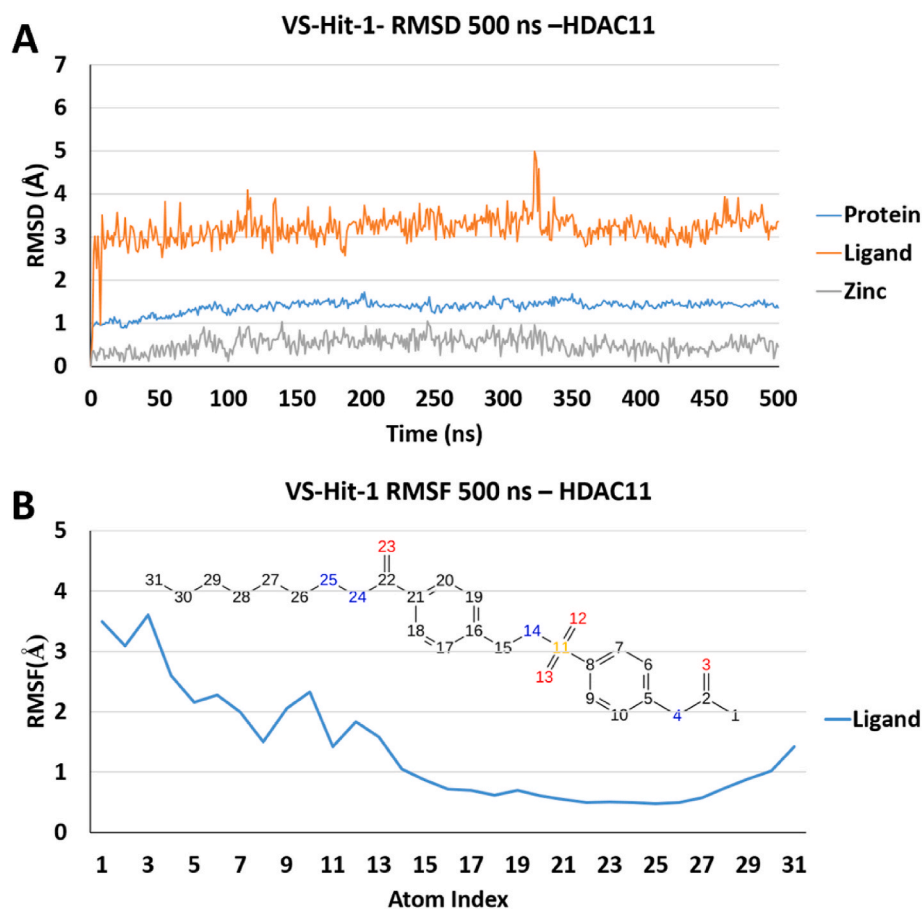 A
VS-Hit-1- RMSD 500 ns –HDAC11
7
6
5
4
3
2
1
0
RMSD (Å)
0 50 100 150 200 250 300 350 400 450 500
Time (ns)
Protein
Ligand
Zinc
B
VS-Hit-1 RMSF 500 ns – HDAC11
5
4
3
2
1
0
RMSF(Å)
23
31 29 27 25 22 20
30 28 26 24 21 19
18 16 14 12
17 15 11 7
13 8 6 3
9 5 2
10 4 1
Ligand
1 3 5 7 9 11 13 15 17 19 21 23 25 27 29 31
Atom Index